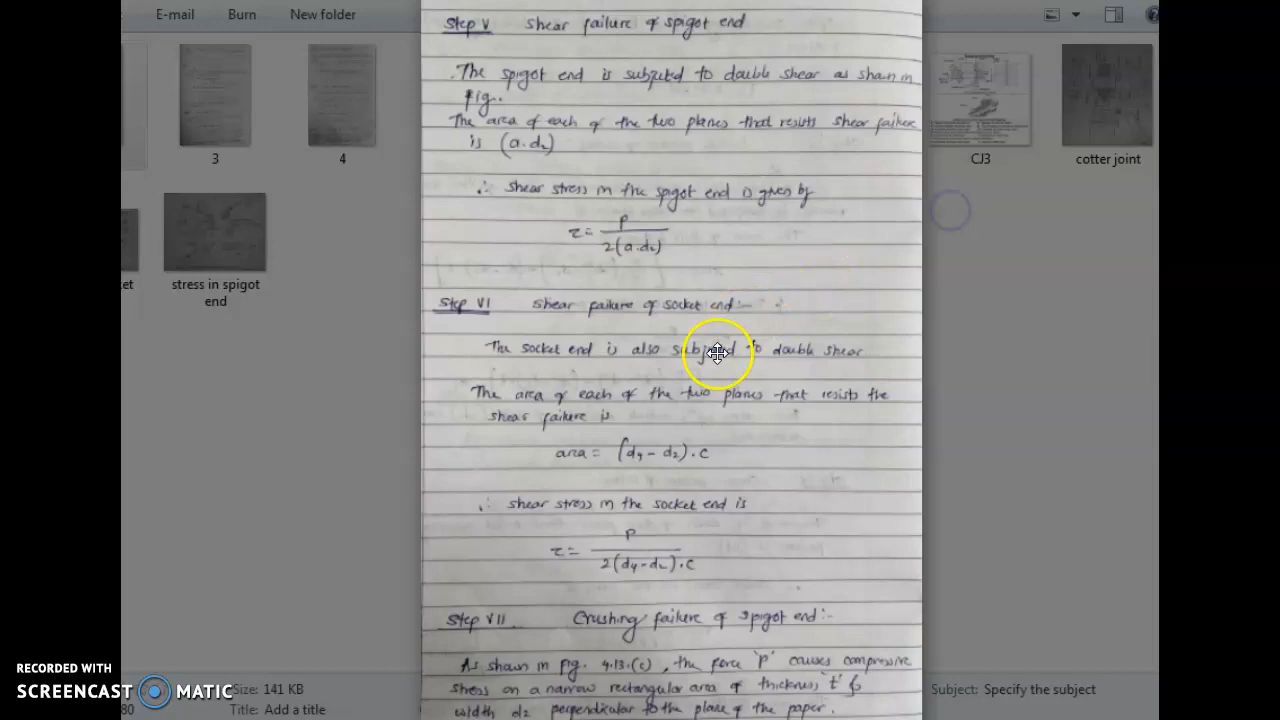 E-mail Burn New folder
3
4
CJ3
cotter joint
ket
stress in spigot
end
Step V Shear failure of spigot end
The spigot end is subjected to double shear as shown in
fig.
The area of each of the two planes that resists shear failure
is (a.d₂)
∴ shear stress in the spigot end is given by
τ = P
2(a.d₂)
Step VI Shear failure of socket end:-
The socket end is also subjected to double shear
The area of each of the two planes that resists the
shear failure is
area = (d₄ - d₂).c
∴ shear stress in the socket end is
τ = P
2(d₄-d₂).c
Step VII Crushing failure of spigot end:-
As shown in fig. 4.13.(c), the force 'P' causes compressive
stress on a narrow rectangular area of thickness 't' &
width d₂ perpendicular to the plane of the paper.
RECORDED WITH
SCREENCAST MATIC
Size: 141 KB
80 Title: Add a title
Subject: Specify the subject